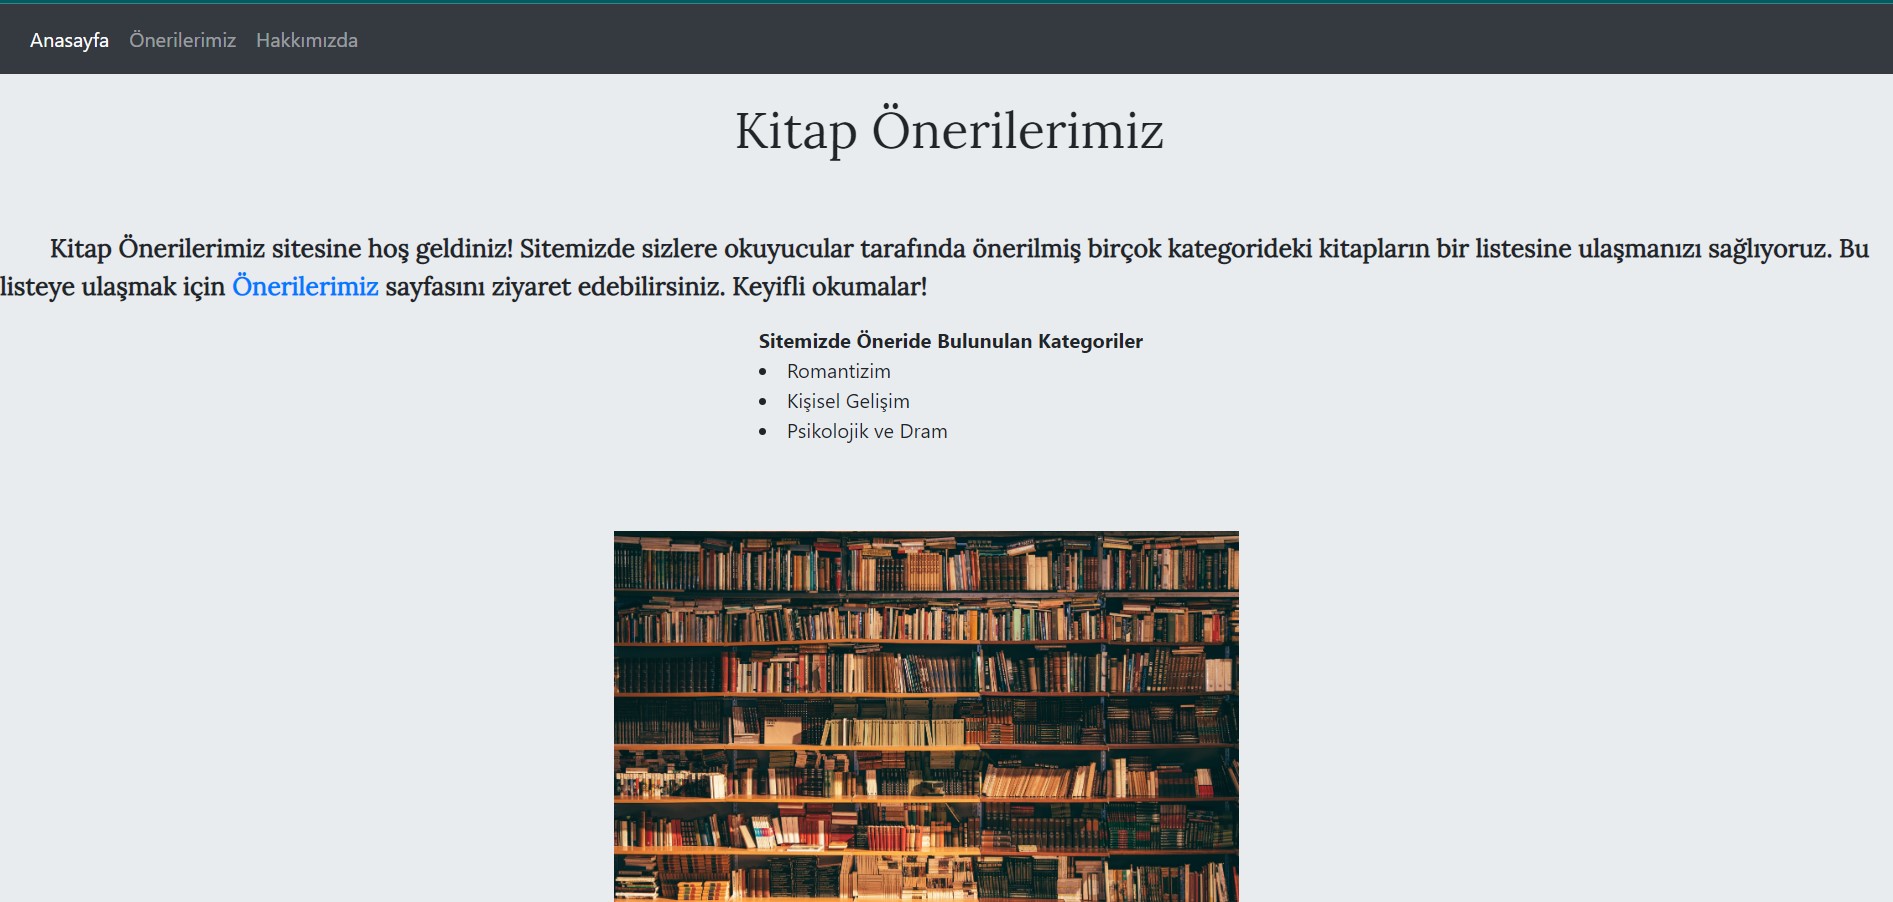 Anasayfa Önerilerimiz Hakkımızda
Kitap Önerilerimiz
Kitap Önerilerimiz sitesine hoş geldiniz! Sitemizde sizlere okuyucular tarafında önerilmiş birçok kategorideki kitapların bir listesine ulaşmanızı sağlıyoruz. Bu
listeye ulaşmak için Önerilerimiz sayfasını ziyaret edebilirsiniz. Keyifli okumalar!
Sitemizde Öneride Bulunulan Kategoriler
• Romantizim
• Kişisel Gelişim
• Psikolojik ve Dram